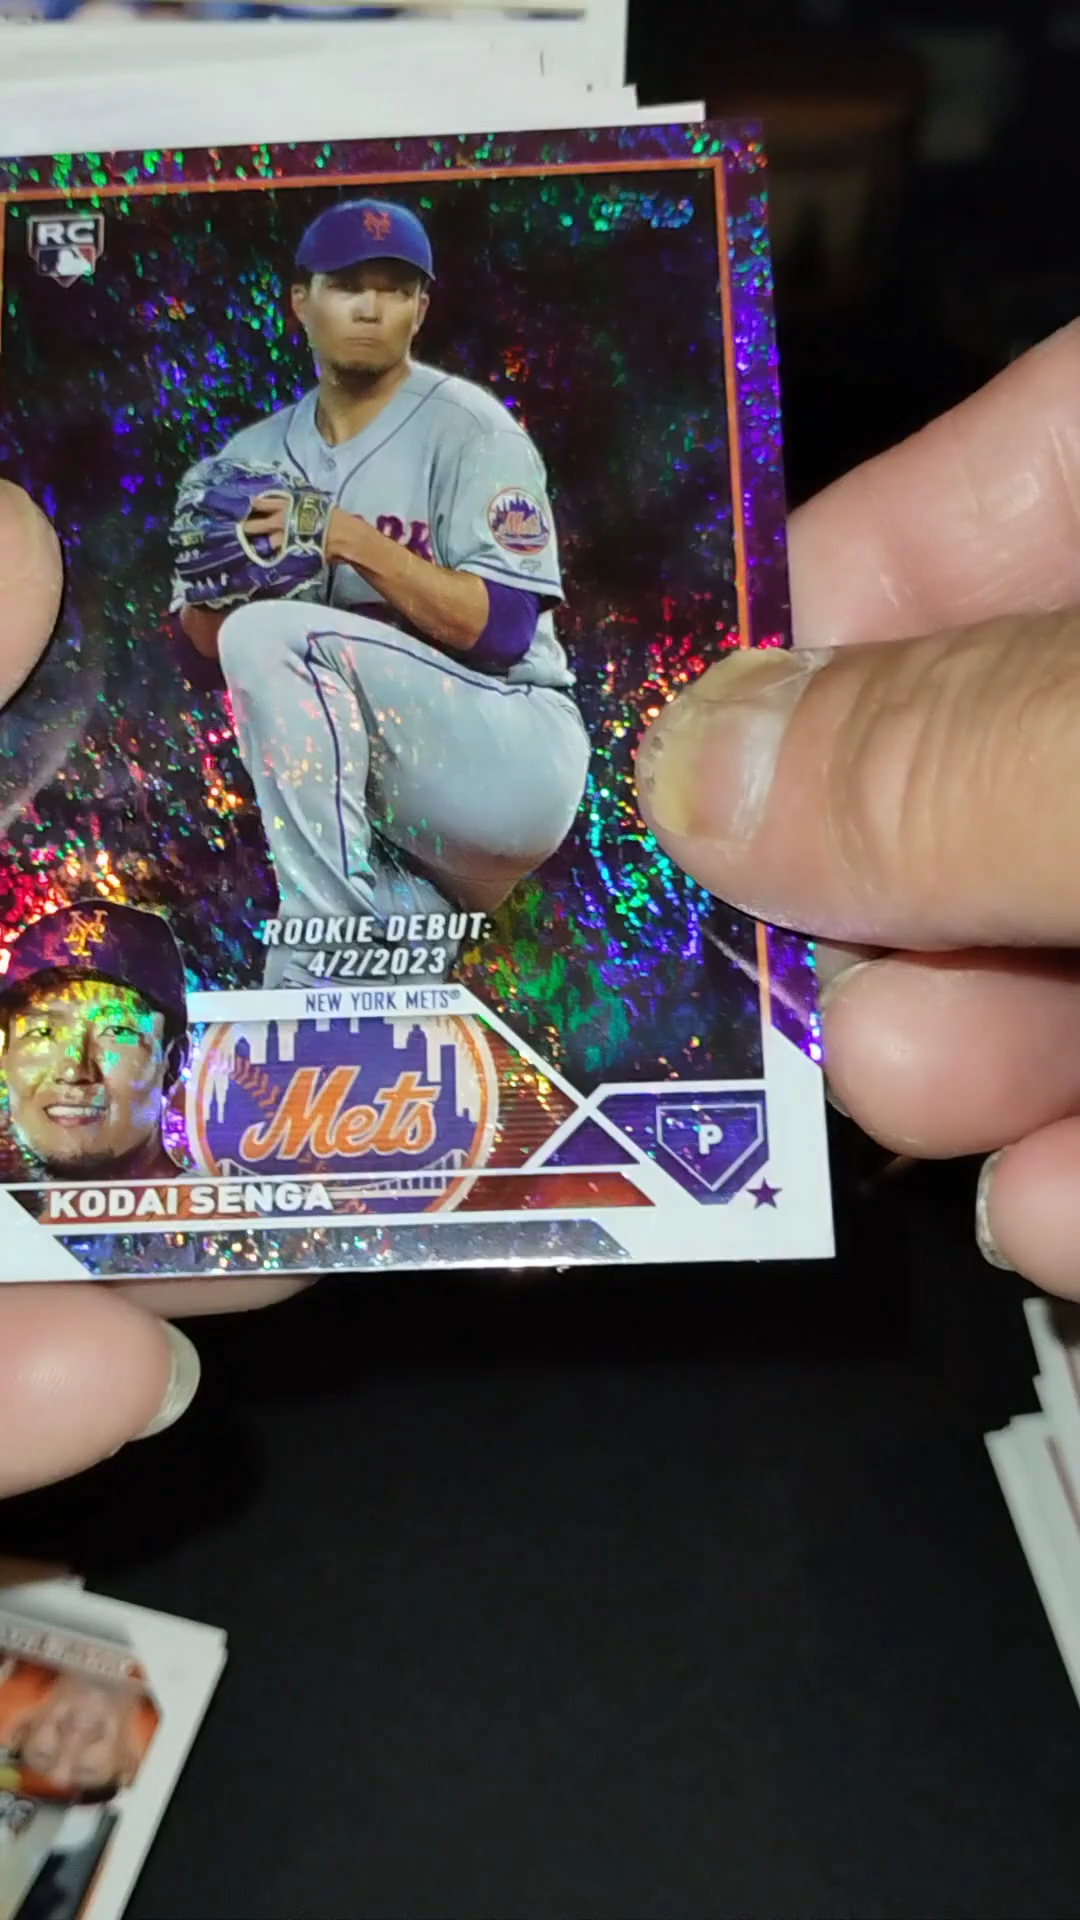 RC
ROOKIE DEBUT:
4/2/2023
NEW YORK METS®
Mets
P
KODAI SENGA